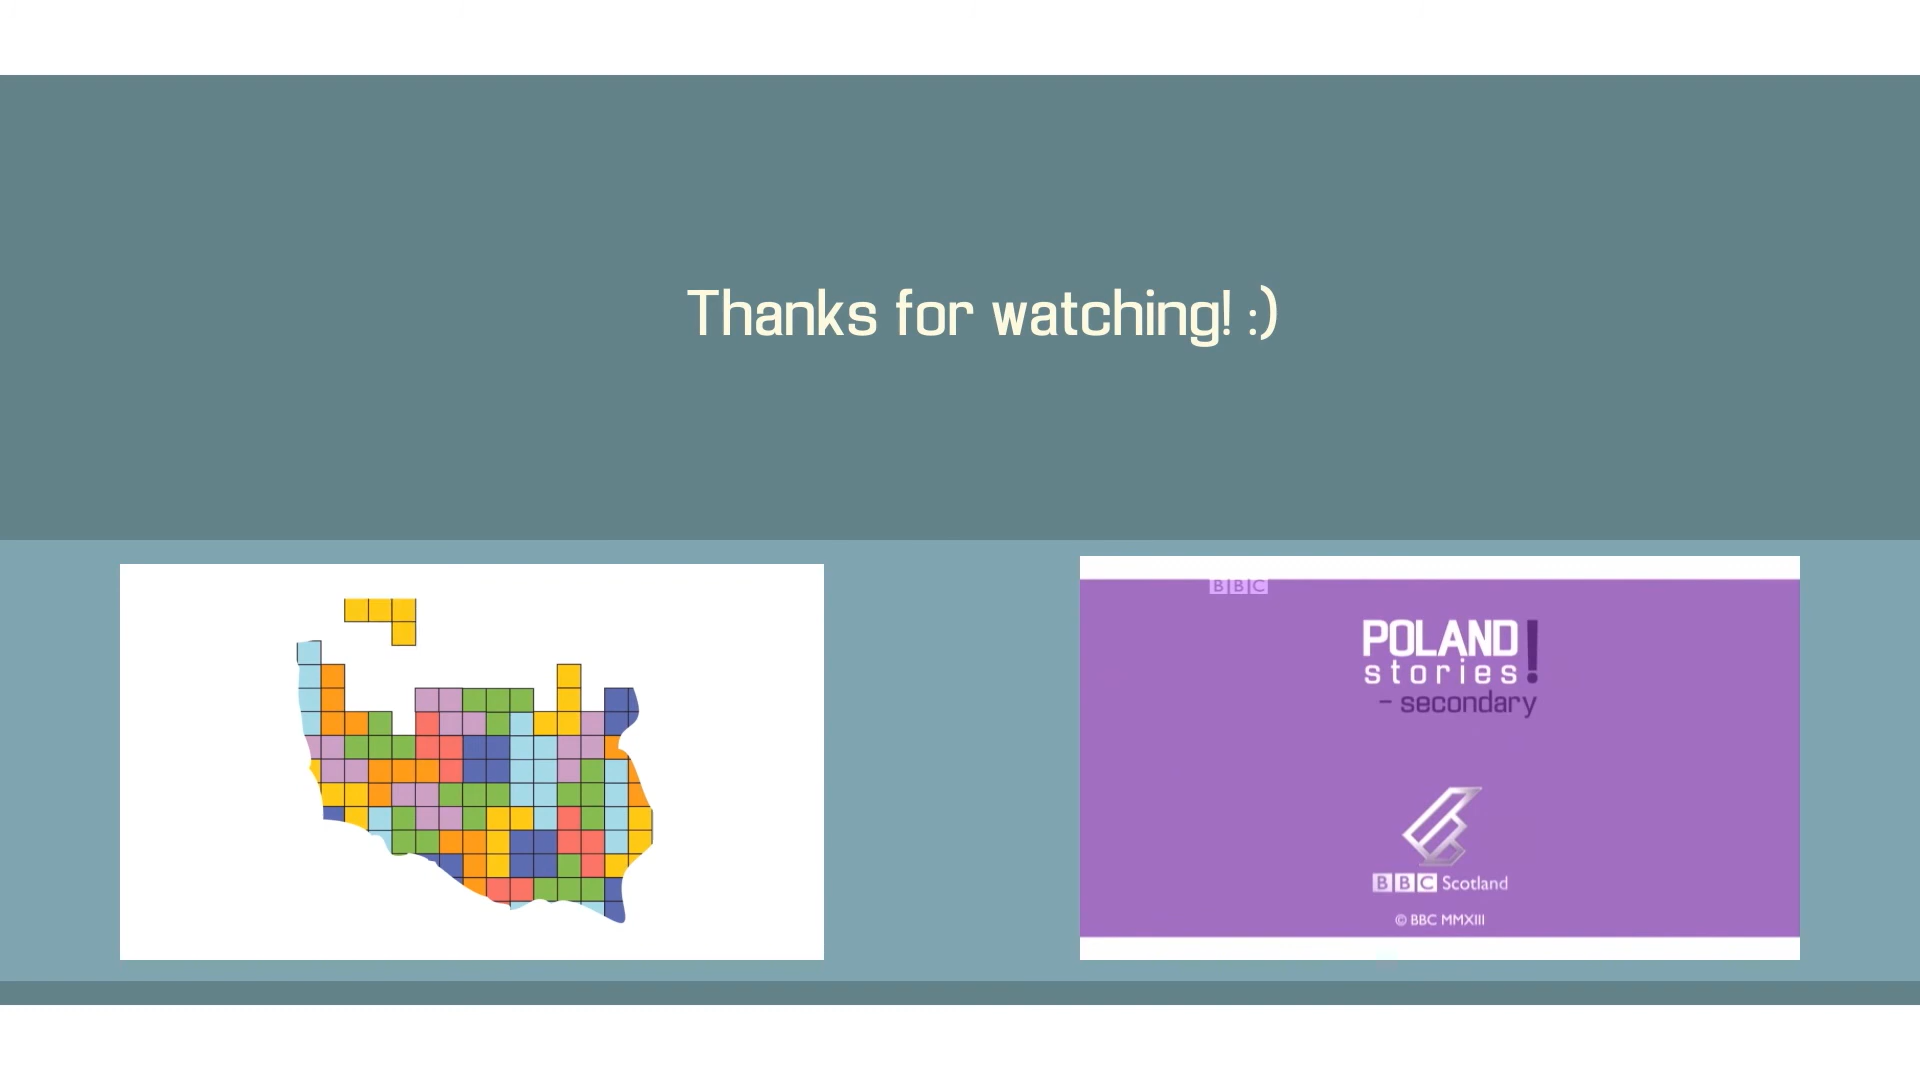 Thanks for watching! :)
BBC
POLAND!
stories
- secondary
BBC Scotland
© BBC MMXIII